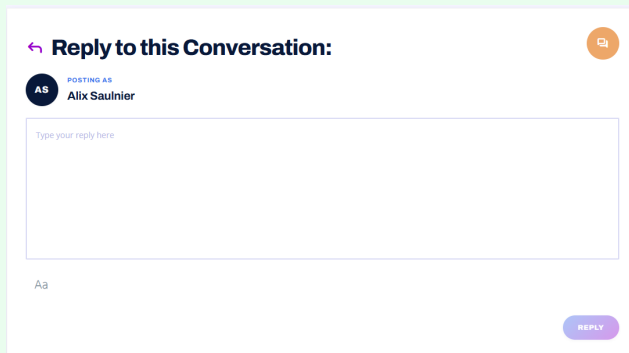 Reply to this Conversation:
AS
POSTING AS
Alix Saulnier
Type your reply here
Aa
REPLY